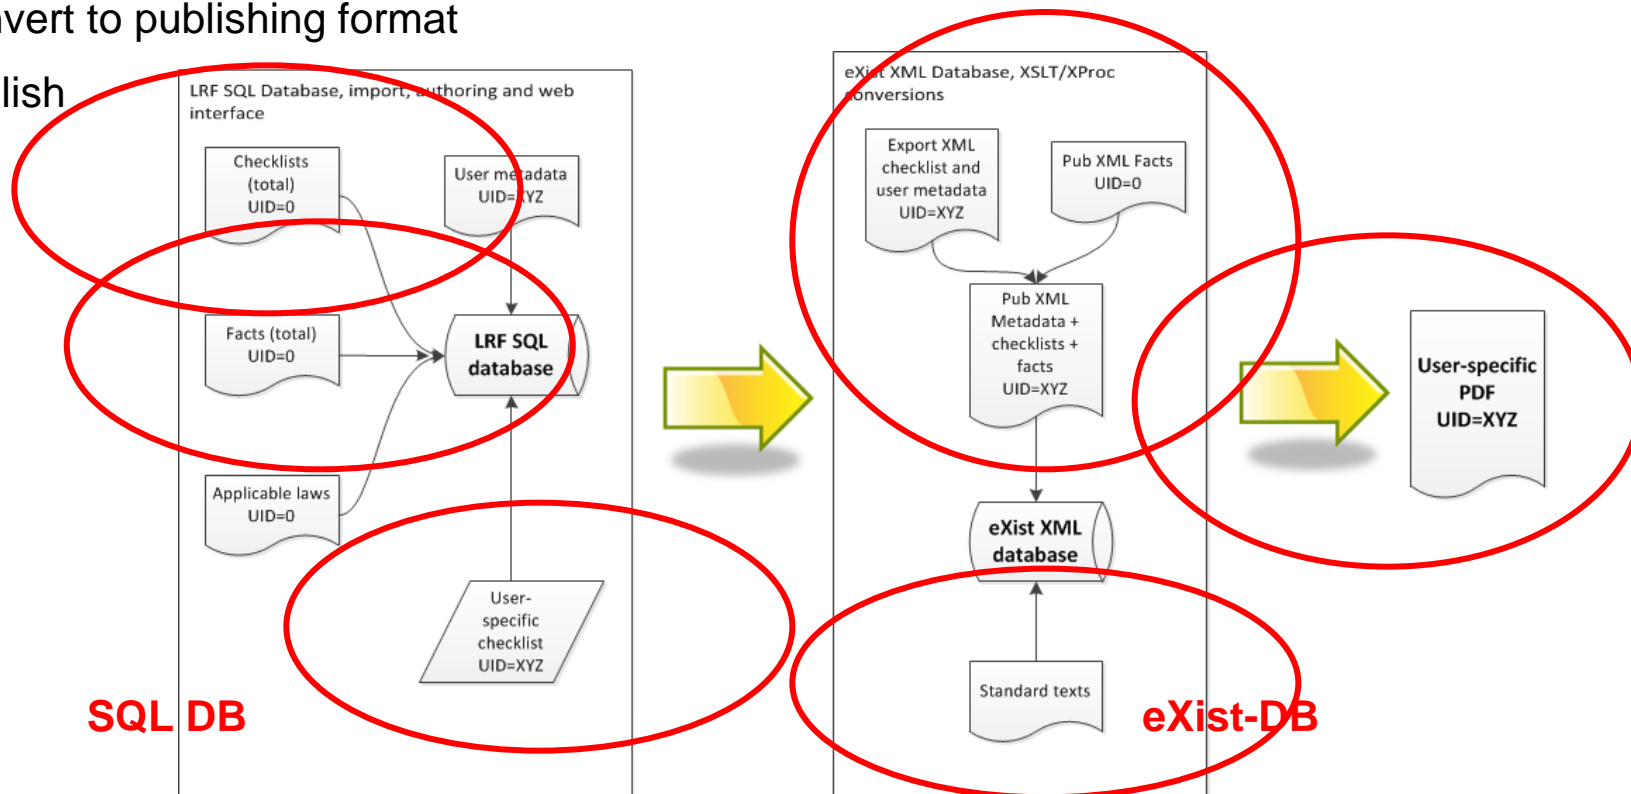 vert to publishing format
lish
LRF SQL Database, import, authoring and web
interface
Checklists
(total)
UID=0
User metadata
UID=XYZ
Facts (total)
UID=0
LRF SQL
database
Applicable laws
UID=0
User-
specific
checklist
UID=XYZ
SQL DB
eXist XML Database, XSLT/XProc
conversions
Export XML
checklist and
user metadata
UID=XYZ
Pub XML Facts
UID=0
Pub XML
Metadata +
checklists +
facts
UID=XYZ
eXist XML
database
Standard texts
eXist-DB
User-specific
PDF
UID=XYZ